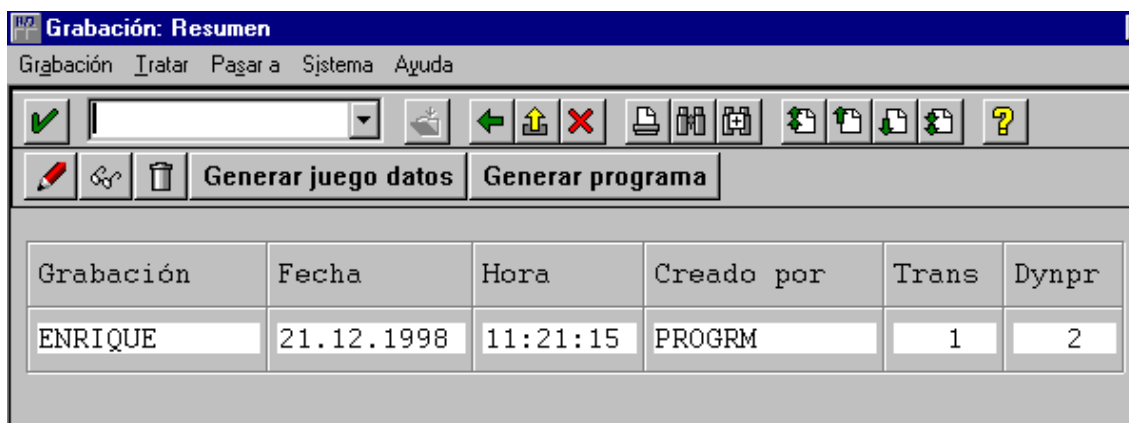 Grabación: Resumen
Grabación Tratar Pasar a Sistema Ayuda
Generar juego datos Generar programa
Grabación Fecha Hora Creado por Trans Dynpr
ENRIQUE 21.12.1998 11:21:15 PROGRM 1 2